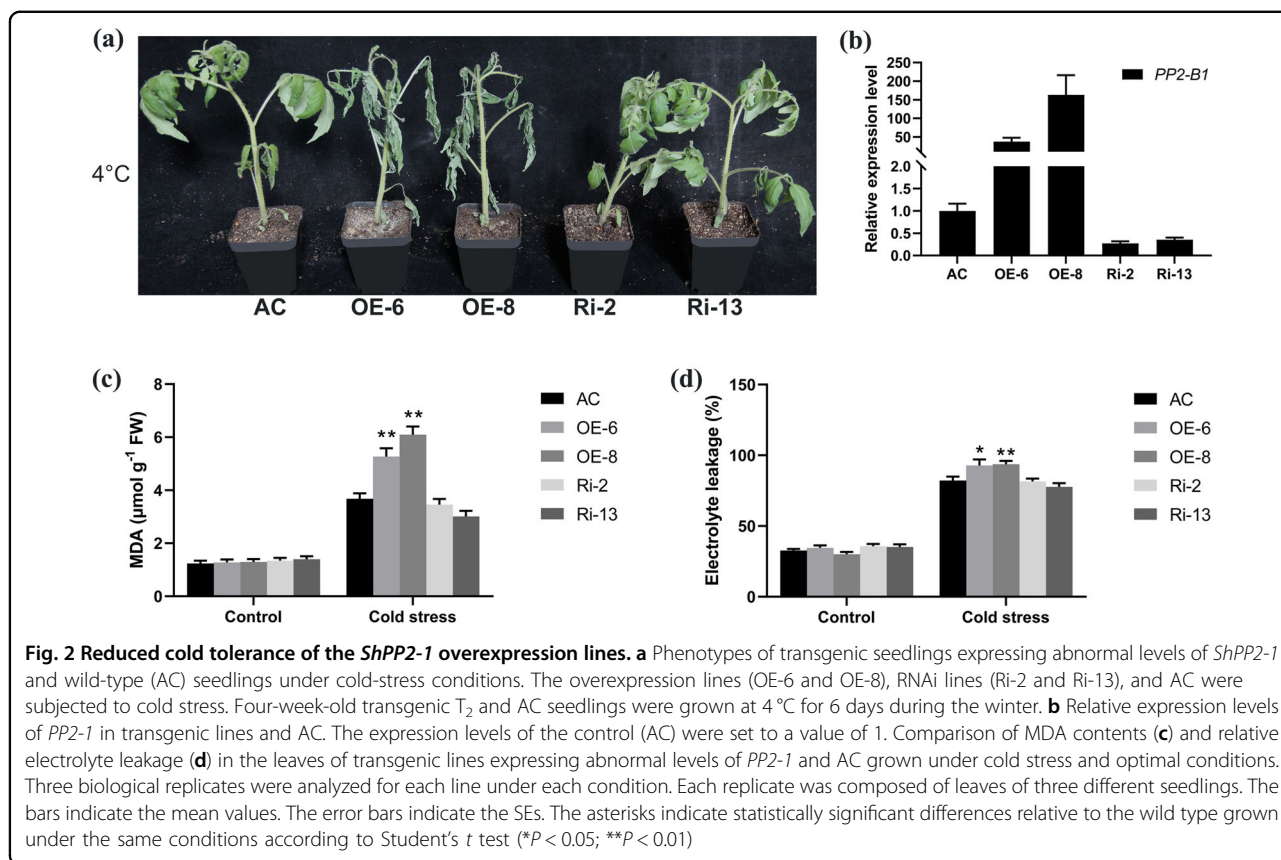 (a)
4°C
AC OE-6 OE-8 Ri-2 Ri-13
(b)
Relative expression level
250
200
150
100
50
2.0
1.5
1.0
0.5
0.0
AC OE-6 OE-8 Ri-2 Ri-13
PP2-B1
(c)
MDA (µmol g⁻¹ FW)
8
6
4
2
0
** **
Control Cold stress
AC
OE-6
OE-8
Ri-2
Ri-13
(d)
Electrolyte leakage (%)
150
100
50
0
* **
Control Cold stress
AC
OE-6
OE-8
Ri-2
Ri-13
Fig. 2 Reduced cold tolerance of the ShPP2-1 overexpression lines. a Phenotypes of transgenic seedlings expressing abnormal levels of ShPP2-1
and wild-type (AC) seedlings under cold-stress conditions. The overexpression lines (OE-6 and OE-8), RNAi lines (Ri-2 and Ri-13), and AC were
subjected to cold stress. Four-week-old transgenic T₂ and AC seedlings were grown at 4 °C for 6 days during the winter. b Relative expression levels
of PP2-1 in transgenic lines and AC. The expression levels of the control (AC) were set to a value of 1. Comparison of MDA contents (c) and relative
electrolyte leakage (d) in the leaves of transgenic lines expressing abnormal levels of PP2-1 and AC grown under cold stress and optimal conditions.
Three biological replicates were analyzed for each line under each condition. Each replicate was composed of leaves of three different seedlings. The
bars indicate the mean values. The error bars indicate the SEs. The asterisks indicate statistically significant differences relative to the wild type grown
under the same conditions according to Student's t test (*P < 0.05; **P < 0.01)